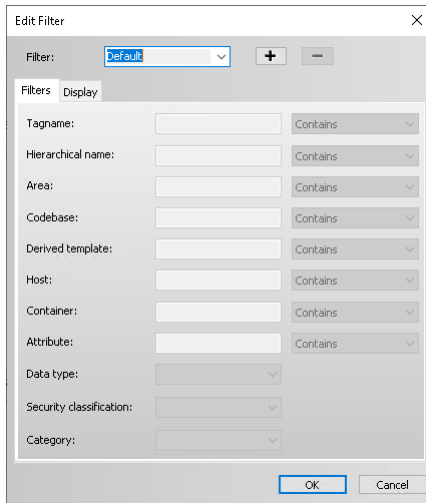 Edit Filter
Filter: Default
Filters Display
Tagname: Contains
Hierarchical name: Contains
Area: Contains
Codebase: Contains
Derived template: Contains
Host: Contains
Container: Contains
Attribute: Contains
Data type:
Security classification:
Category:
OK Cancel